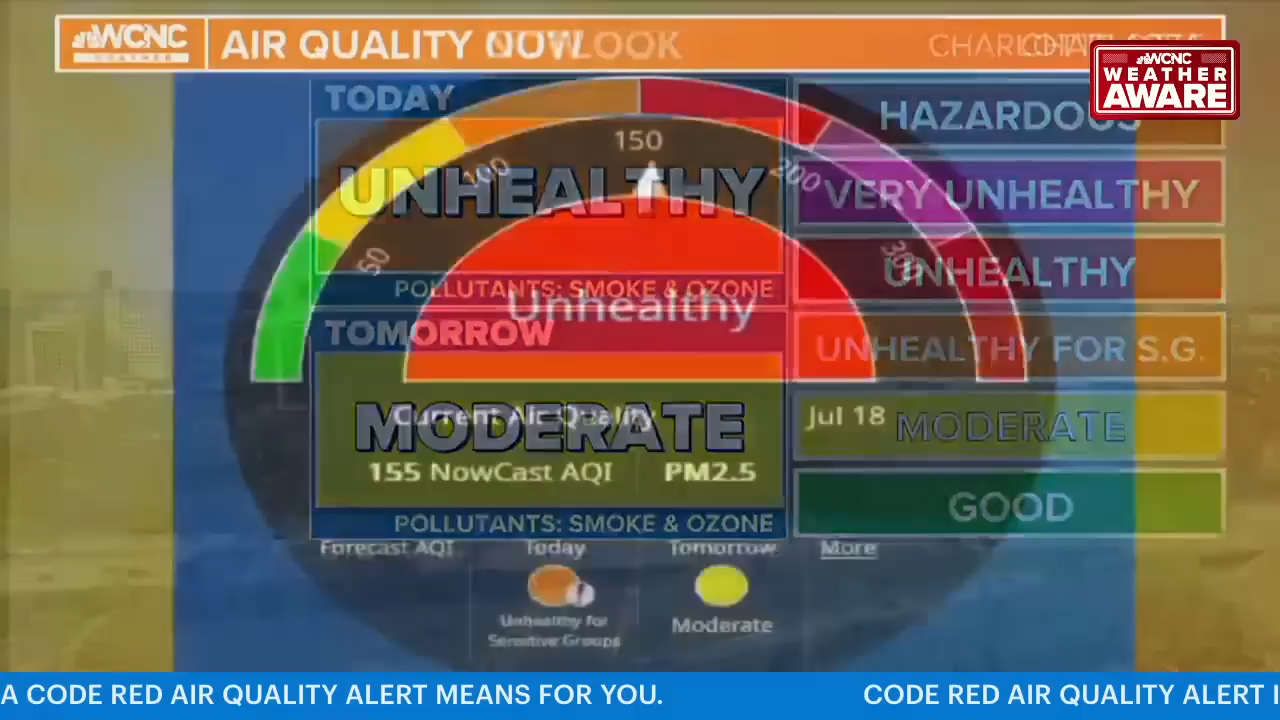 WCNC
WEATHER
AIR QUALITY NOW
WCNC
WEATHER
AWARE
TODAY
HAZARDOUS
150
100
200
UNHEALTHY
VERY UNHEALTHY
50
UNHEALTHY
POLLUTANTS: SMOKE & OZONE
Unhealthy
TOMORROW
UNHEALTHY FOR S.G.
Current Air Quality
Jul 18
MODERATE
MODERATE
155 NowCast AQI
PM2.5
GOOD
POLLUTANTS: SMOKE & OZONE
Forecast AQI
Today
Tomorrow
More
Unhealthy for
Sensitive Groups
Moderate
A CODE RED AIR QUALITY ALERT MEANS FOR YOU.
CODE RED AIR QUALITY ALERT